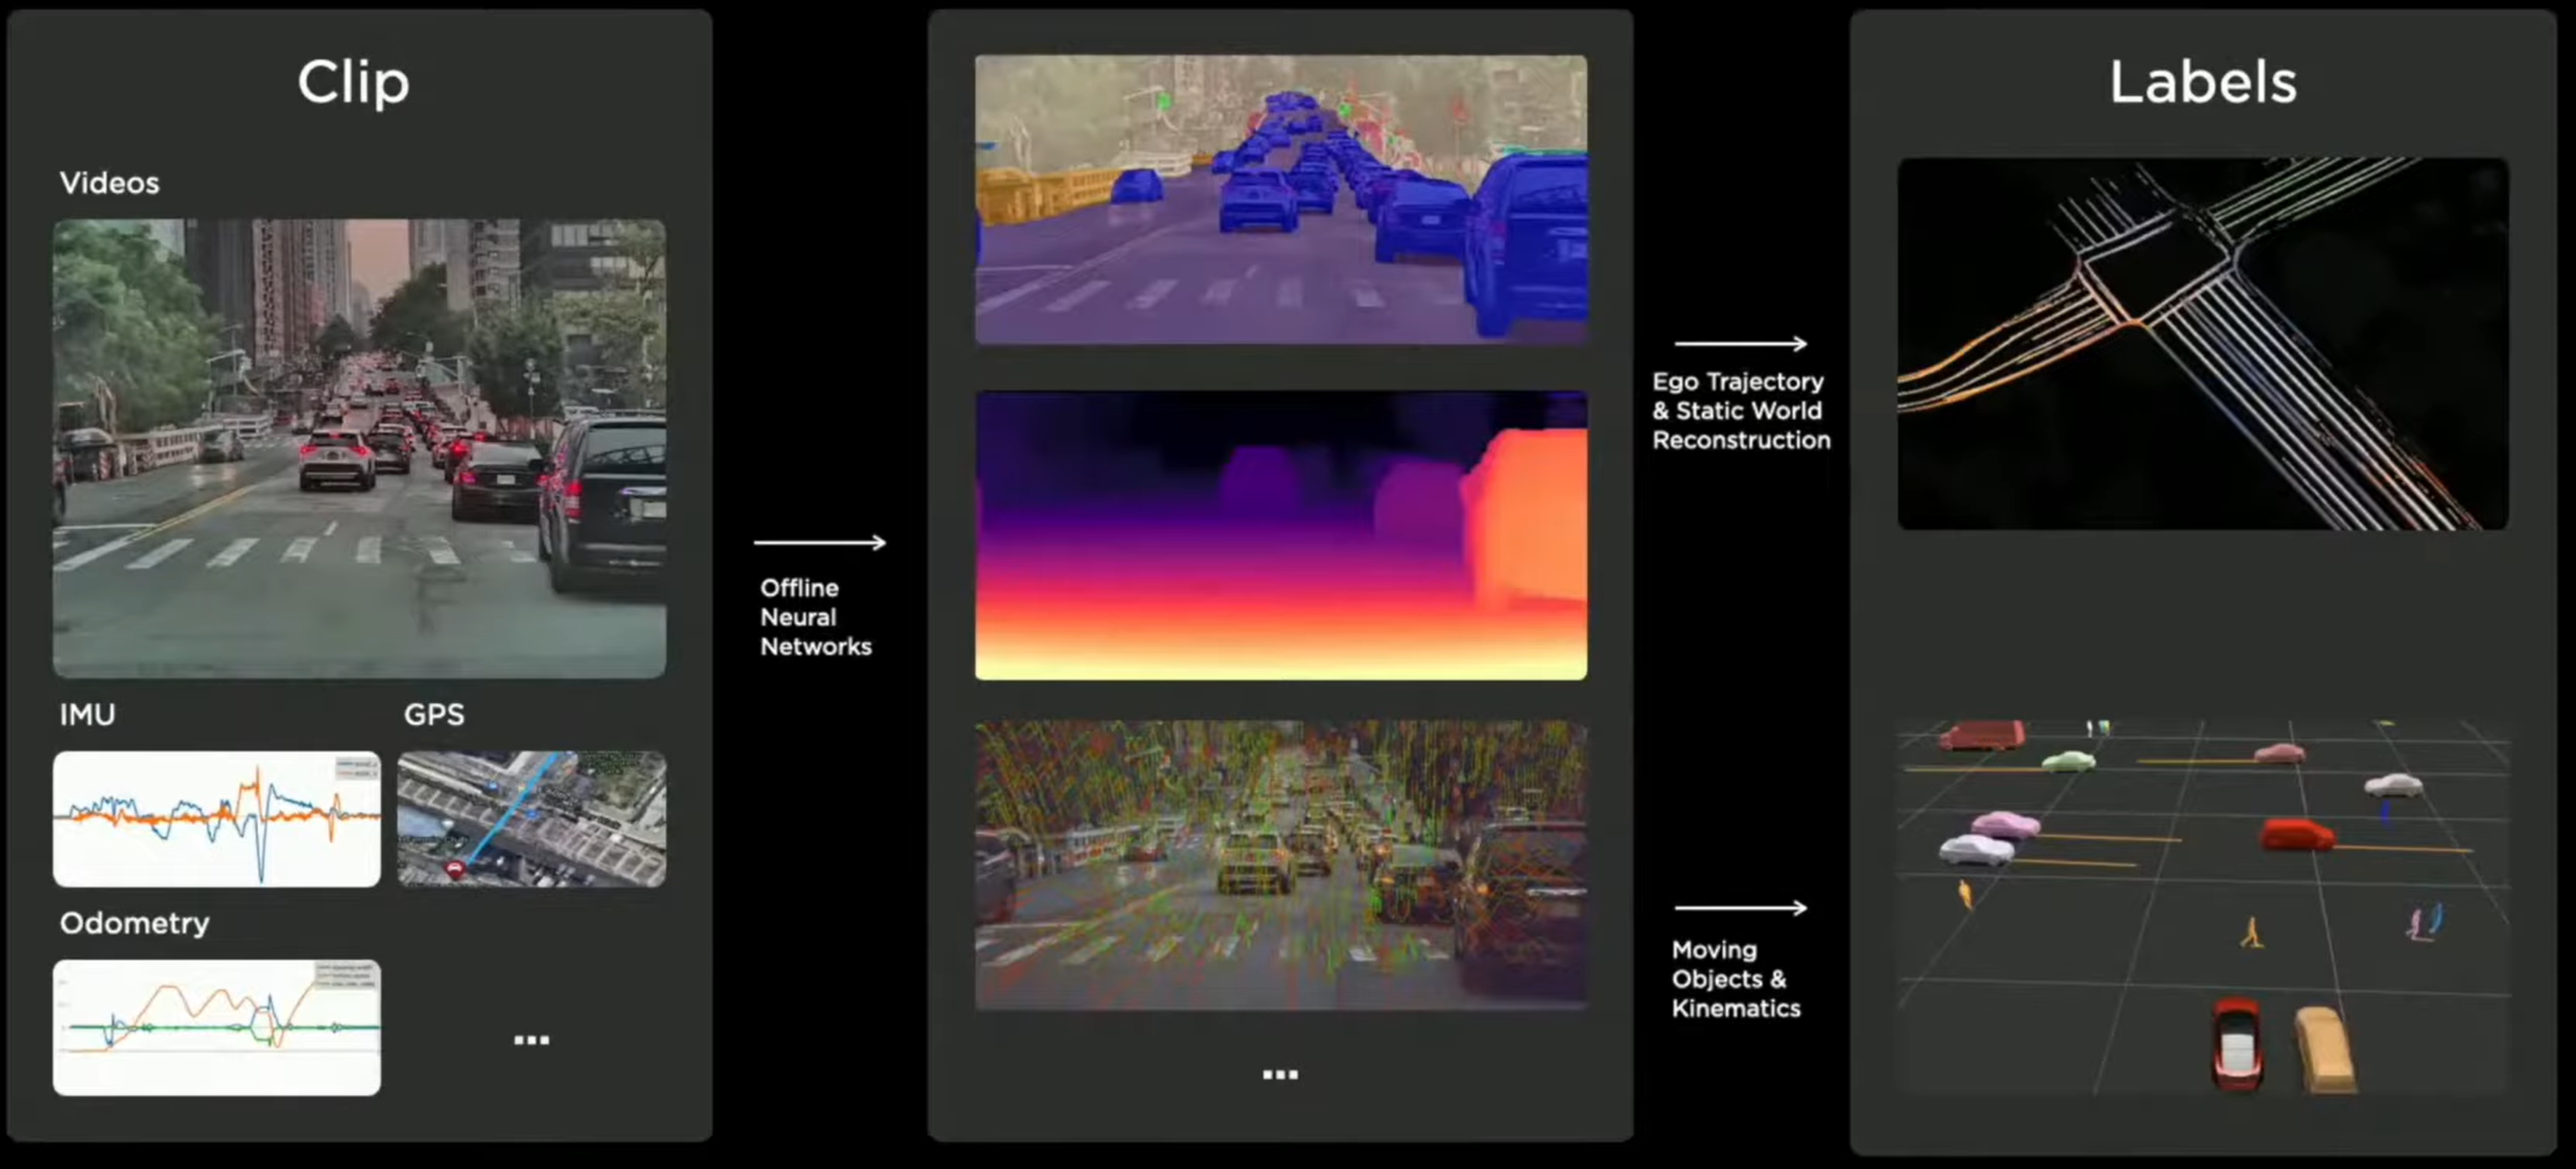 Clip
Videos
IMU
GPS
Odometry
...
Offline
Neural
Networks
...
Ego Trajectory
& Static World
Reconstruction
Moving
Objects &
Kinematics
Labels